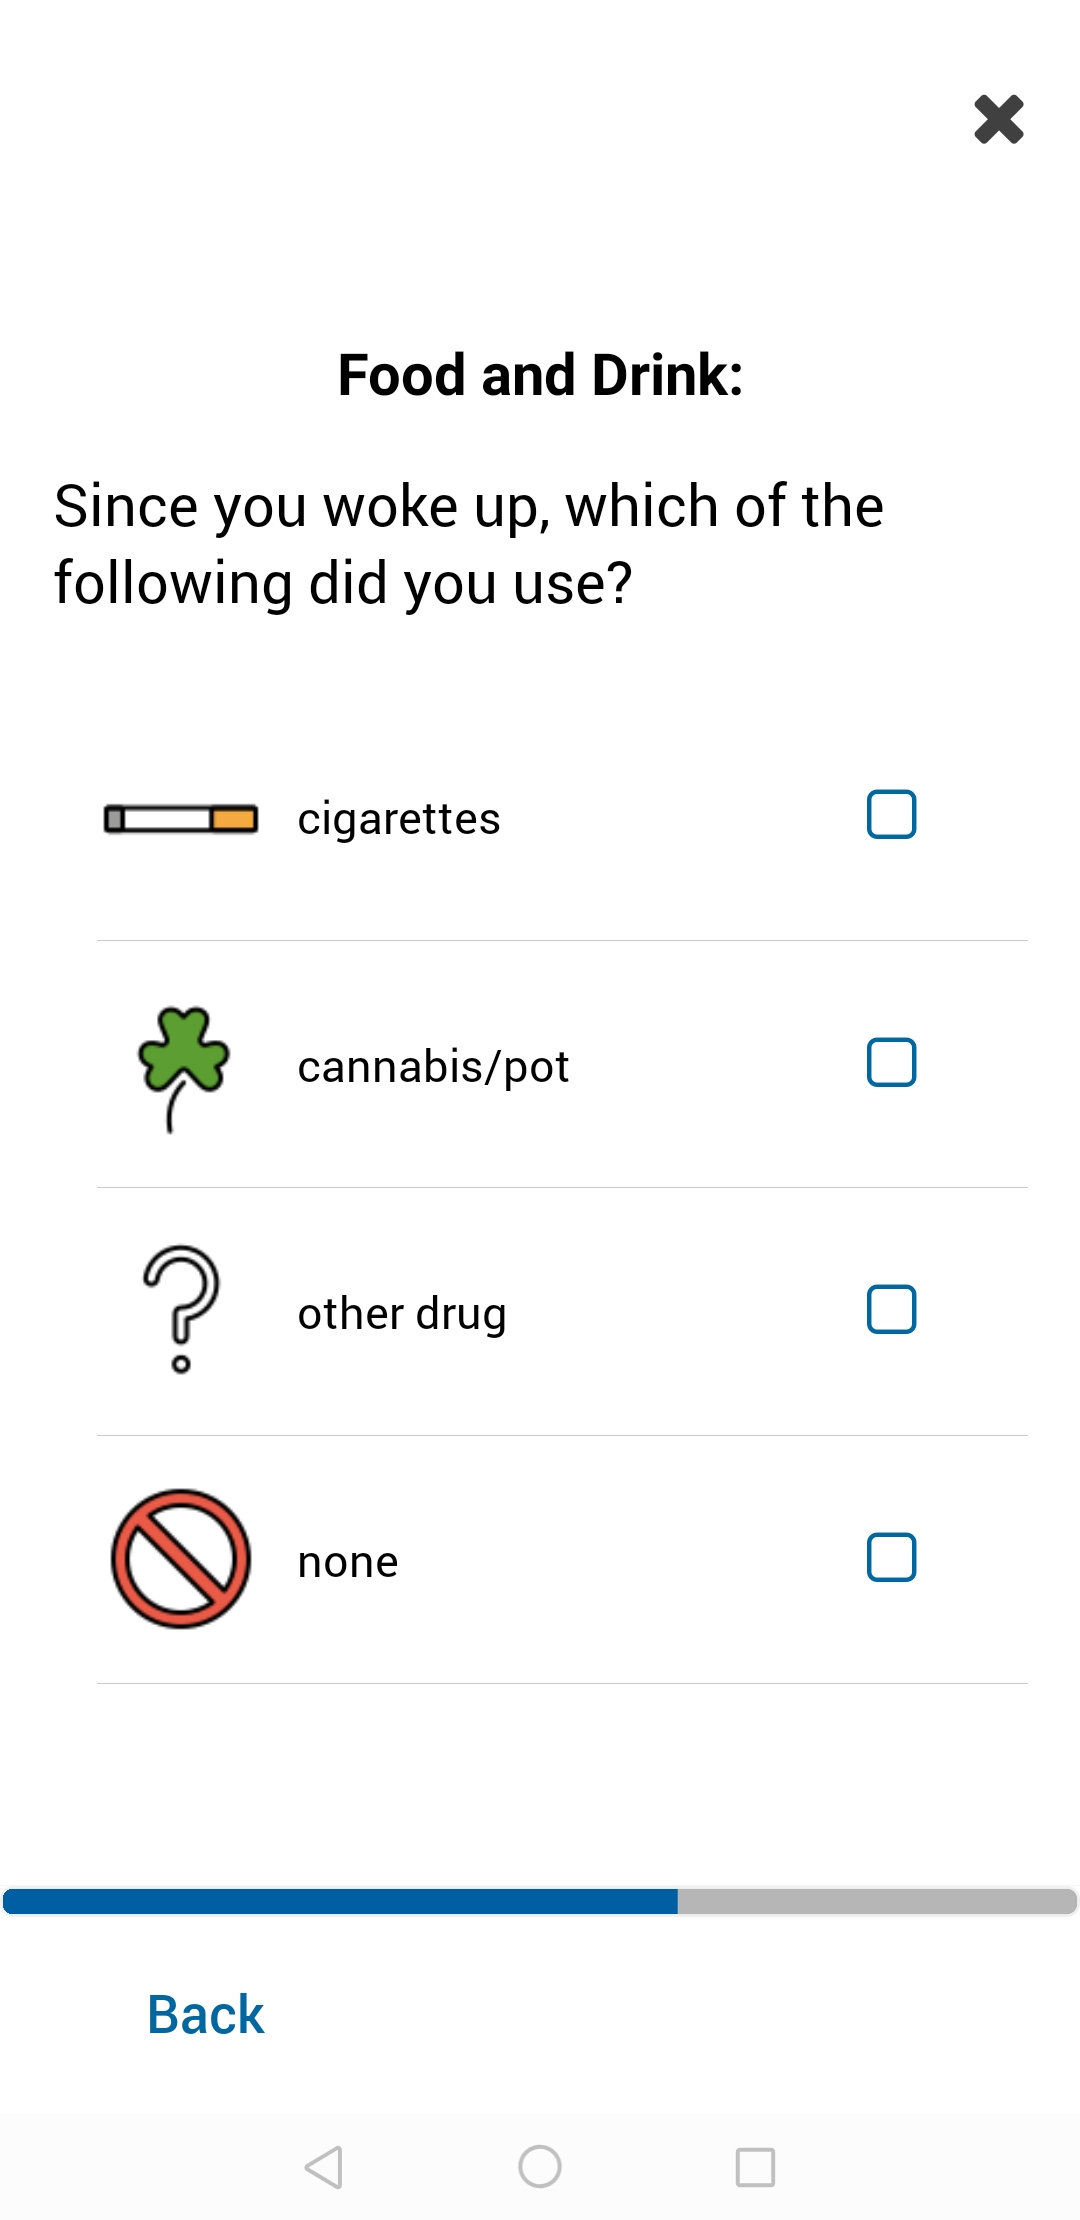 Food and Drink:
Since you woke up, which of the
following did you use?
cigarettes
cannabis/pot
other drug
none
Back